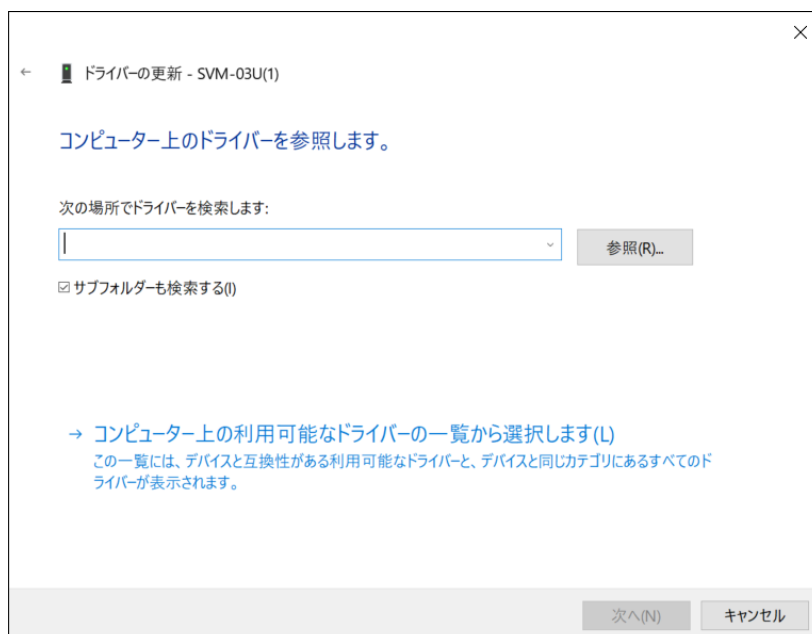 ドライバーの更新 - SVM-03U(1)
コンピューター上のドライバーを参照します。
次の場所でドライバーを検索します:
参照(R)...
サブフォルダーも検索する(I)
→ コンピューター上の利用可能なドライバーの一覧から選択します(L)
この一覧には、デバイスと互換性がある利用可能なドライバーと、デバイスと同じカテゴリにあるすべてのド
ライバーが表示されます。
次へ(N) キャンセル